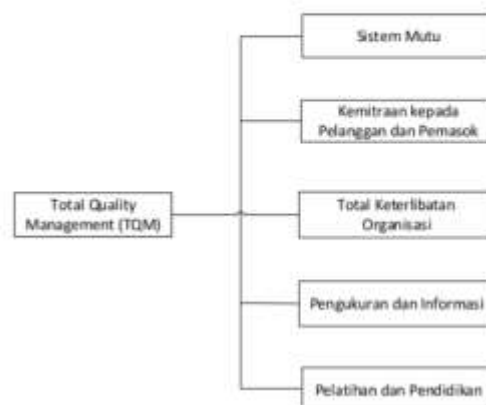 Sistem Mutu
Kemitraan kepada
Pelanggan dan Pemasok
Total Quality
Management (TQM)
Total Keterlibatan
Organisasi
Pengukuran dan Informasi
Pelatihan dan Pendidikan